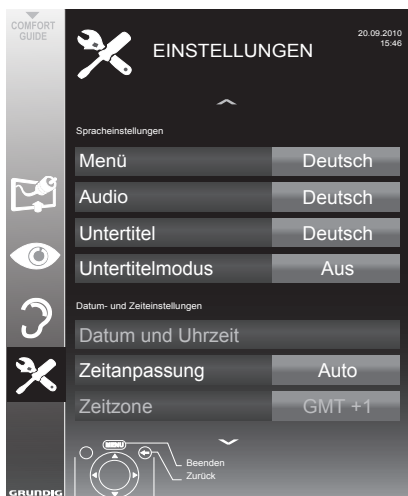 COMFORT
GUIDE
EINSTELLUNGEN
20.09.2010
15:46
Spracheinstellungen
Menü Deutsch
Audio Deutsch
Untertitel Deutsch
Untertitelmodus Aus
Datum- und Zeiteinstellungen
Datum und Uhrzeit
Zeitanpassung Auto
Zeitzone GMT +1
MENU
Beenden
Zurück
GRUNDIG